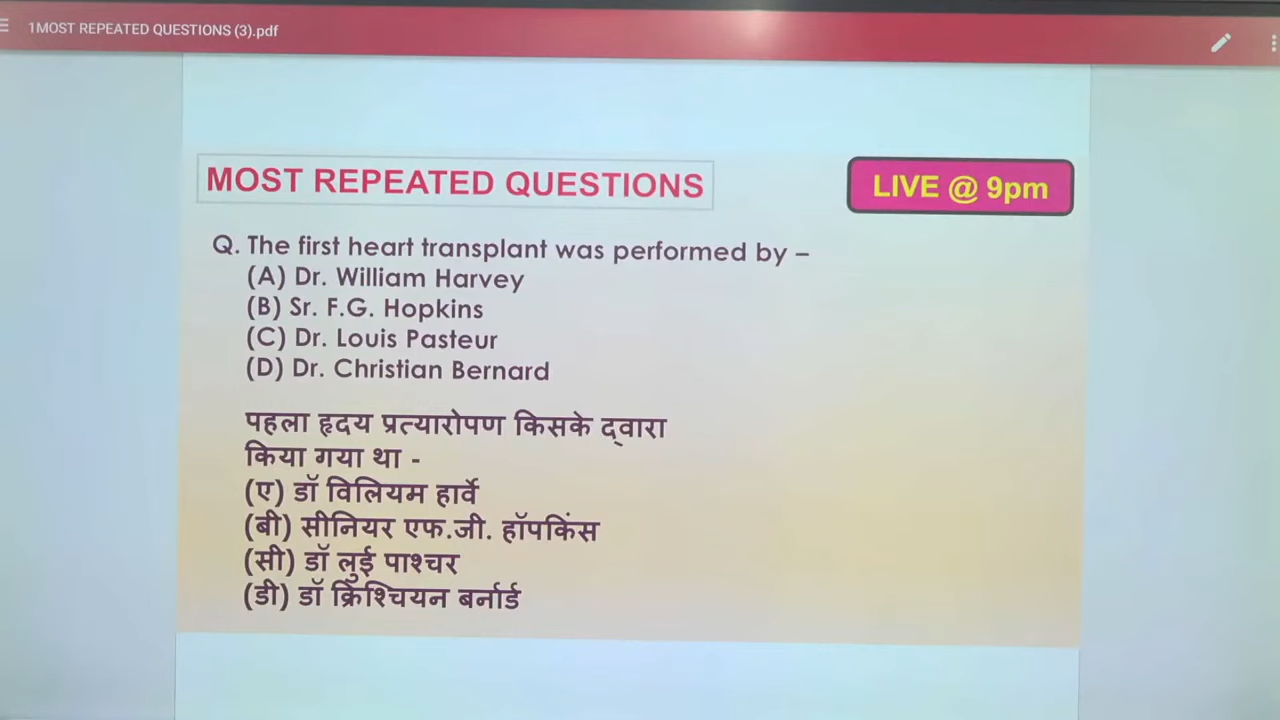 1MOST REPEATED QUESTIONS (3).pdf
MOST REPEATED QUESTIONS
LIVE @ 9pm
Q. The first heart transplant was performed by –
(A) Dr. William Harvey
(B) Sr. F.G. Hopkins
(C) Dr. Louis Pasteur
(D) Dr. Christian Bernard
पहला हृदय प्रत्यारोपण किसके द्वारा
किया गया था -
(ए) डॉ विलियम हार्वे
(बी) सीनियर एफ.जी. हॉपकिंस
(सी) डॉ लुई पाश्चर
(डी) डॉ क्रिश्चियन बर्नार्ड